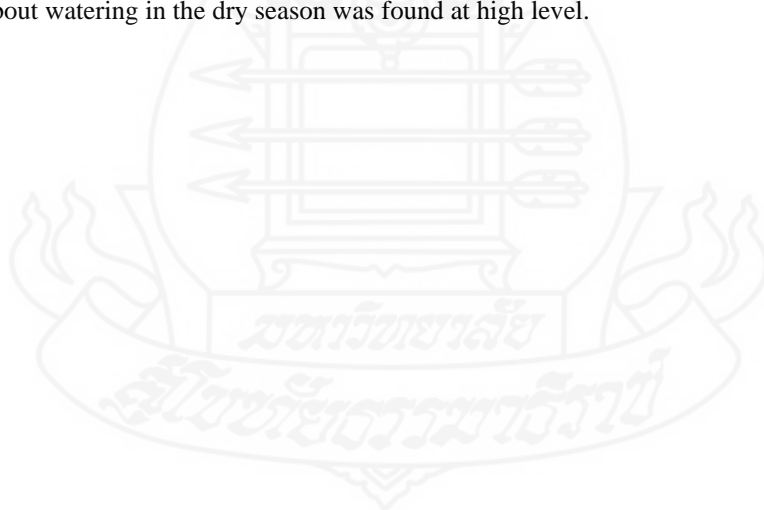 bout watering in the dry season was found at high level.
มหาวิทยาลัย
สุโขทัยธรรมาธิราช